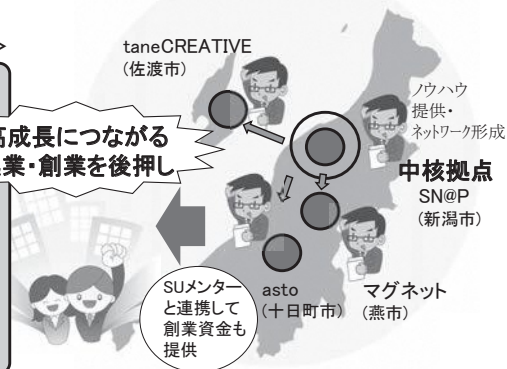 taneCREATIVE
(佐渡市)
ノウハウ
提供・
ネットワーク形成
高成長につながる
業・創業を後押し
中核拠点
SN@P
(新潟市)
SUメンター
と連携して
創業資金も
提供
asto
(十日町市)
マグネット
(燕市)